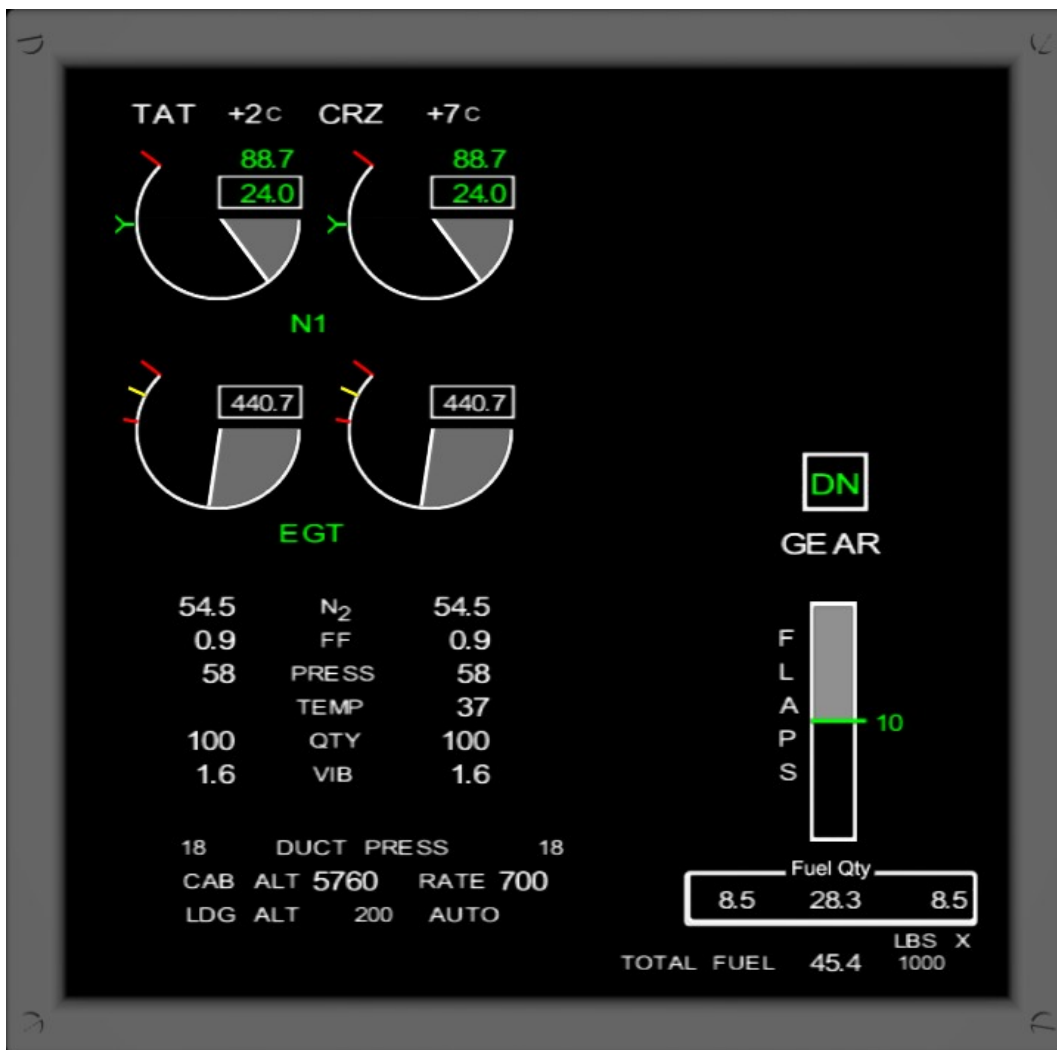 TAT +2c CRZ +7c
88.7 88.7
24.0 24.0
N1
440.7 440.7
EGT
DN
GEAR
54.5 N2 54.5
0.9 FF 0.9
58 PRESS 58
TEMP 37
100 QTY 100
1.6 VIB 1.6
FLAPS
10
18 DUCT PRESS 18
CAB ALT 5760 RATE 700
LDG ALT 200 AUTO
Fuel Qty
8.5 28.3 8.5
LBS X
TOTAL FUEL 45.4 1000